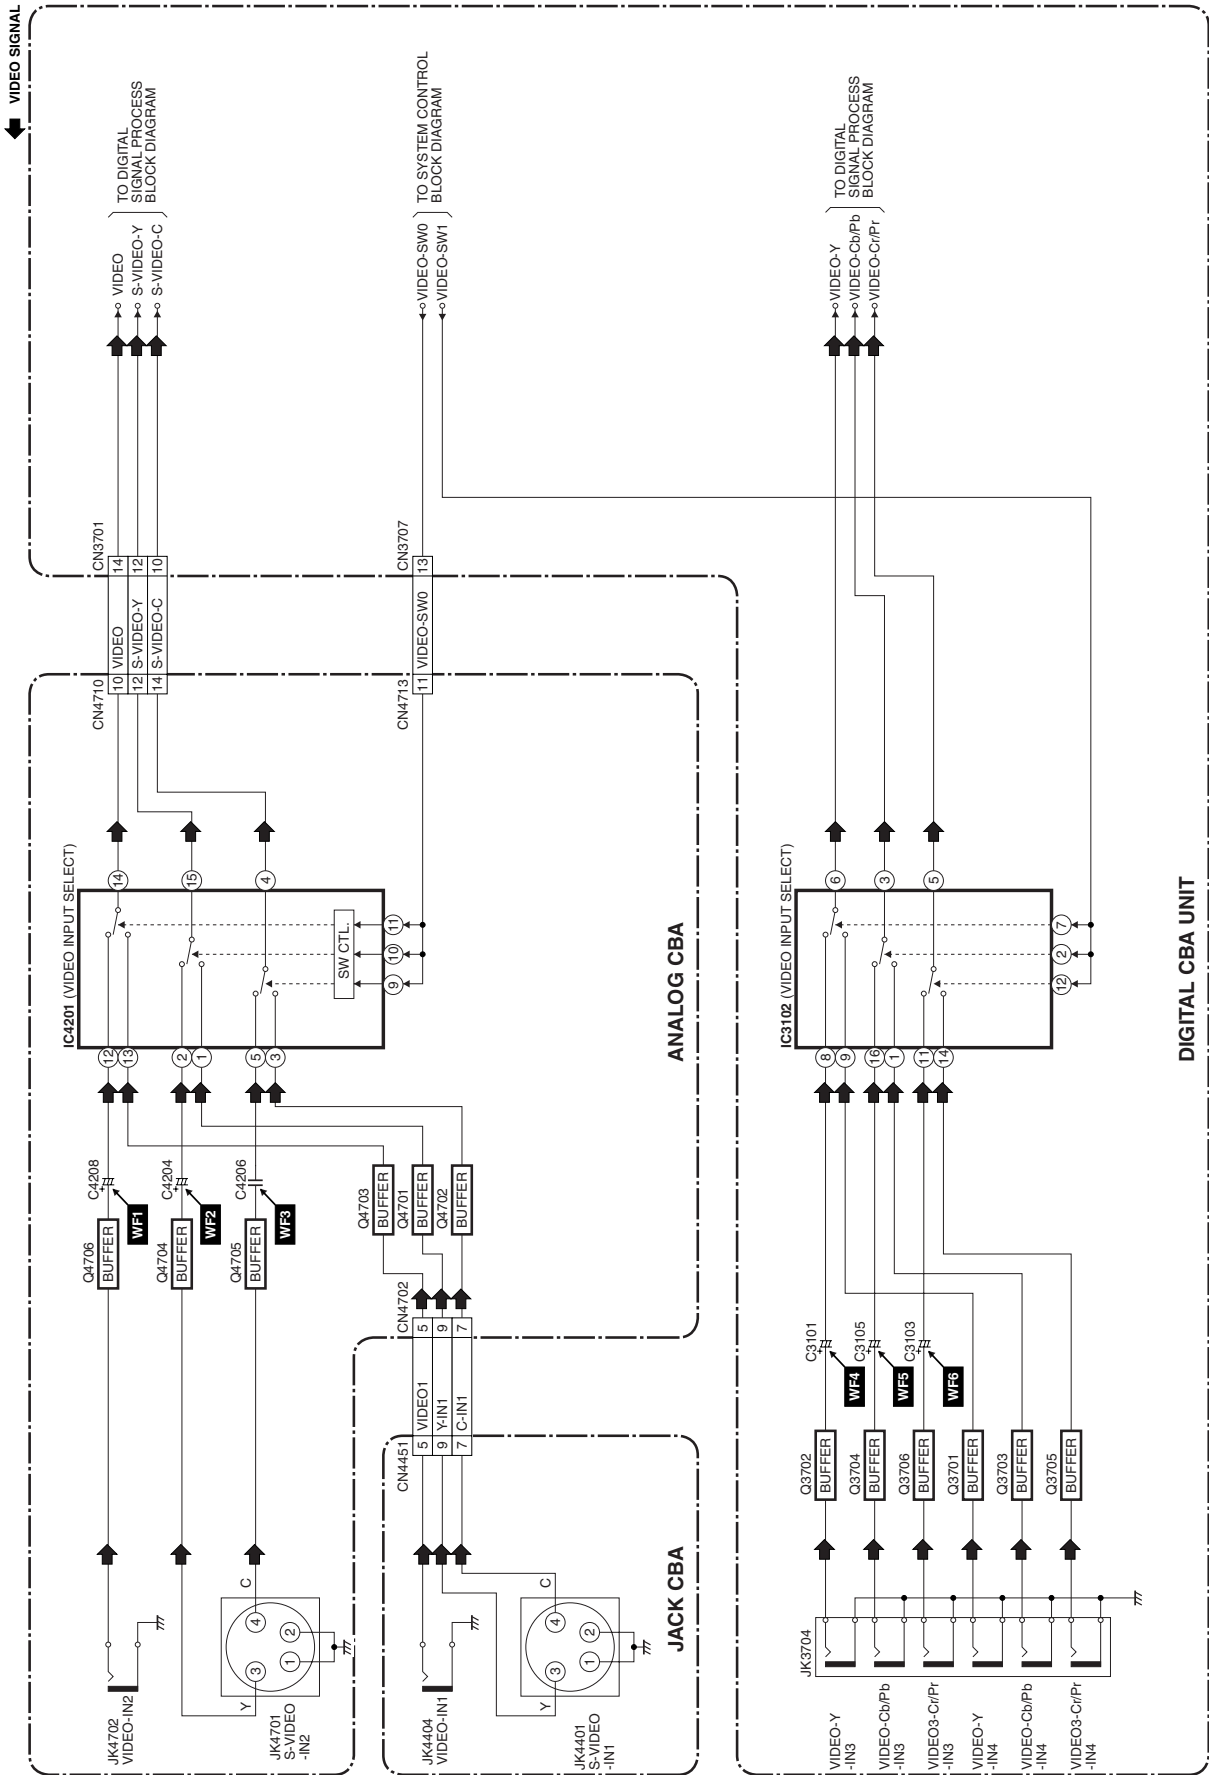 VIDEO SIGNAL
JK4702
VIDEO-IN2
Q4706
BUFFER
C4208
+
WF1
12
13
IC4201 (VIDEO INPUT SELECT)
14
CN4710
10
VIDEO
CN3701
14
VIDEO
TO DIGITAL
SIGNAL PROCESS
BLOCK DIAGRAM
Q4704
BUFFER
C4204
+
WF2
2
1
15
12
S-VIDEO-Y
12
S-VIDEO-Y
JK4701
S-VIDEO
-IN2
Y
C
3
4
1
2
Q4705
BUFFER
C4206
WF3
5
3
4
14
S-VIDEO-C
10
S-VIDEO-C
SW CTL.
9
10
11
JK4404
VIDEO-IN1
CN4451
5
VIDEO1
CN4702
5
Q4703
BUFFER
CN4713
11
VIDEO-SW0
CN3707
13
VIDEO-SW0
VIDEO-SW1
TO SYSTEM CONTROL
BLOCK DIAGRAM
9
Y-IN1
9
Q4701
BUFFER
7
C-IN1
7
Q4702
BUFFER
JK4401
S-VIDEO
-IN1
Y
C
3
4
1
2
JACK CBA
ANALOG CBA
JK3704
VIDEO-Y
-IN3
Q3702
BUFFER
C3101
+
WF4
8
9
IC3102 (VIDEO INPUT SELECT)
6
VIDEO-Y
VIDEO-Cb/Pb
VIDEO-Cr/Pr
TO DIGITAL
SIGNAL PROCESS
BLOCK DIAGRAM
VIDEO-Cb/Pb
-IN3
Q3704
BUFFER
C3105
+
WF5
16
1
3
VIDEO3-Cr/Pr
-IN3
Q3706
BUFFER
C3103
+
WF6
11
14
5
VIDEO-Y
-IN4
Q3701
BUFFER
VIDEO-Cb/Pb
-IN4
Q3703
BUFFER
VIDEO3-Cr/Pr
-IN4
Q3705
BUFFER
12
2
7
DIGITAL CBA UNIT